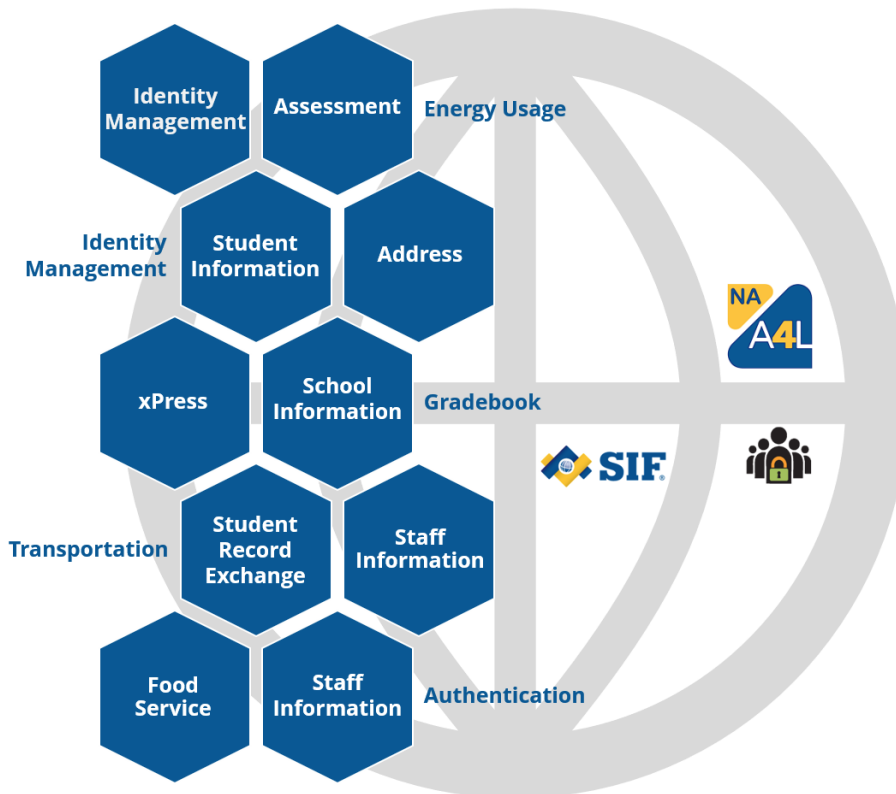 Identity
Management
Assessment
Energy Usage
Identity
Management
Student
Information
Address
NA
A4L
xPress
School
Information
Gradebook
SIF®
Transportation
Student
Record
Exchange
Staff
Information
Food
Service
Staff
Information
Authentication